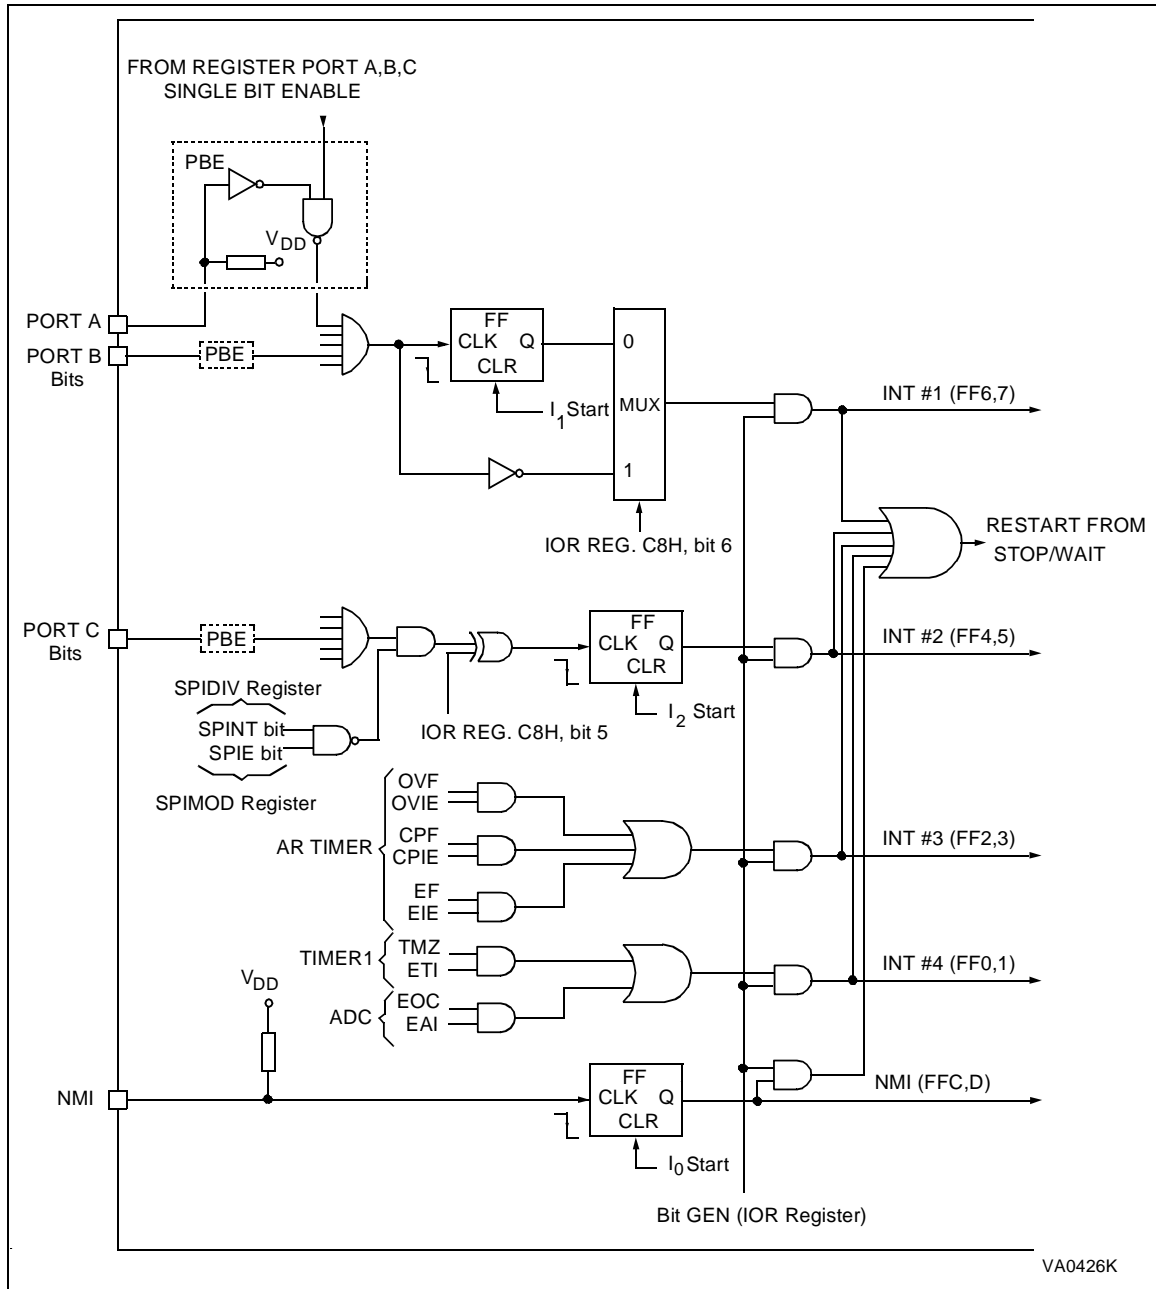 FROM REGISTER PORT A,B,C
SINGLE BIT ENABLE
PBE
VDD
PORT A
PORT B
Bits
PBE
FF
CLK Q
CLR
I1 Start
0
MUX
1
IOR REG. C8H, bit 6
INT #1 (FF6,7)
RESTART FROM
STOP/WAIT
PORT C
Bits
PBE
FF
CLK Q
CLR
I2 Start
INT #2 (FF4,5)
SPIDIV Register
SPINT bit
SPIE bit
SPIMOD Register
IOR REG. C8H, bit 5
AR TIMER
OVF
OVIE
CPF
CPIE
EF
EIE
INT #3 (FF2,3)
TIMER1
TMZ
ETI
ADC
EOC
EAI
INT #4 (FF0,1)
VDD
NMI
FF
CLK Q
CLR
I0 Start
NMI (FFC,D)
Bit GEN (IOR Register)
VA0426K